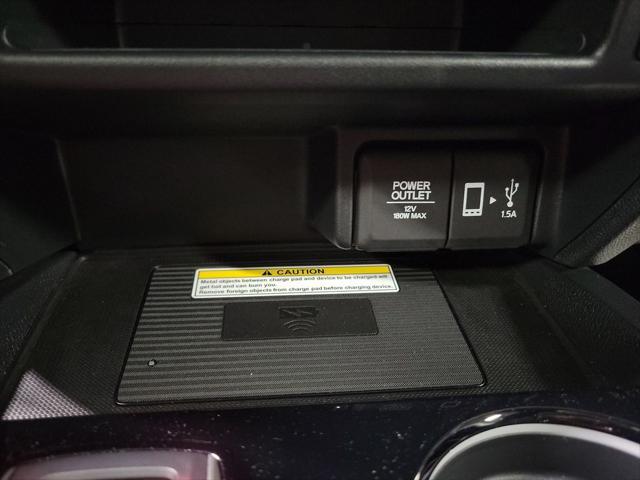 POWER
OUTLET
12V
180W MAX
1.5A
CAUTION
Metal objects between charge pad and device to be charged will
get hot and can burn you.
Remove foreign objects from charge pad before charging device.